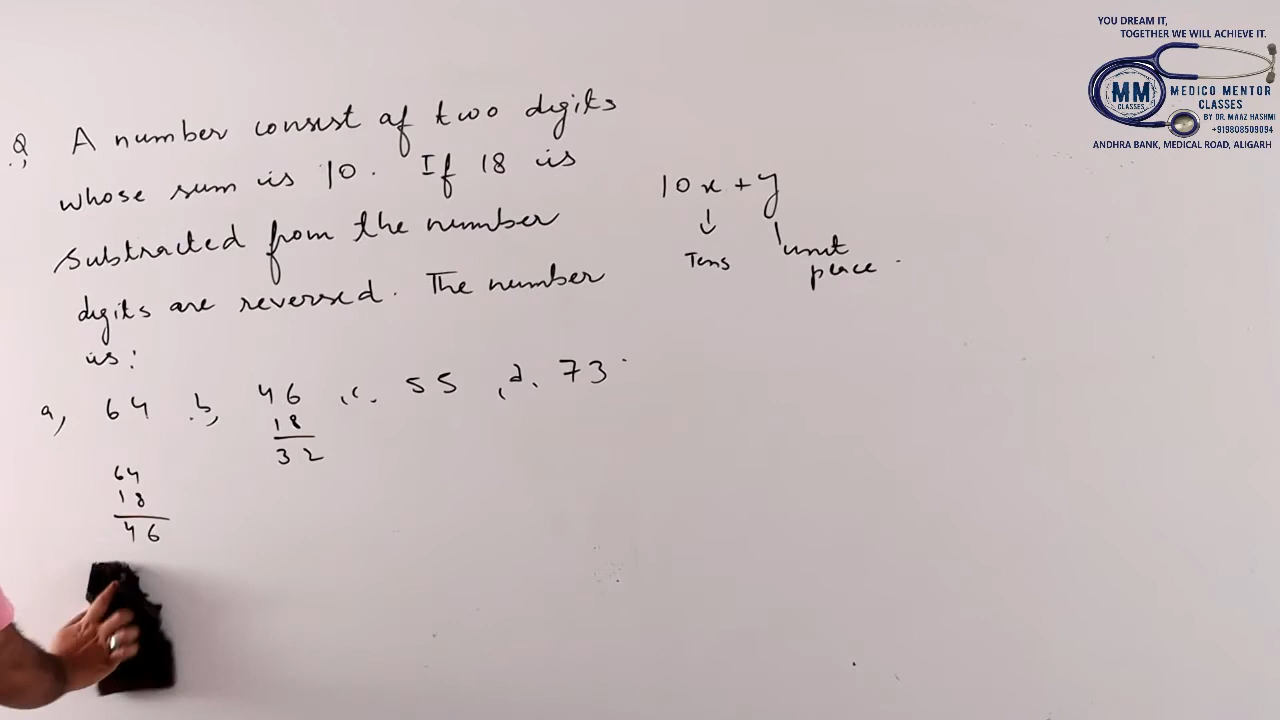 YOU DREAM IT,
TOGETHER WE WILL ACHIEVE IT.
MM
CLASSES
MEDICO MENTOR
CLASSES
BY DR. MAAZ HASHMI
+919808509094
ANDHRA BANK, MEDICAL ROAD, ALIGARH
Q., A number consist of two digits
whose sum is 10. If 18 is
subtracted from the number
digits are reversed. The number
is:
a, 64 .b, 46 ,c. 55 ,d. 73.
18
32
64
18
46
10x + y
Tens
unit
place.